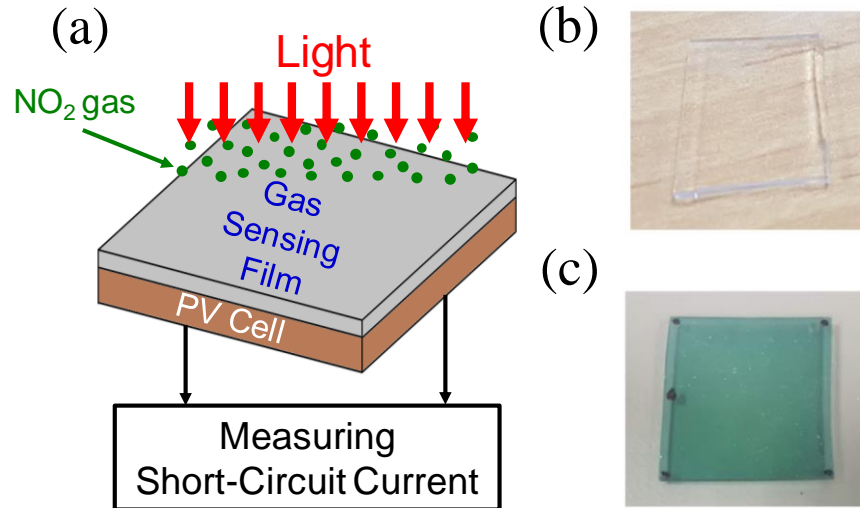 (a)
Light
NO₂ gas
Gas
Sensing
Film
PV Cell
Measuring
Short-Circuit Current
(b)
(c)